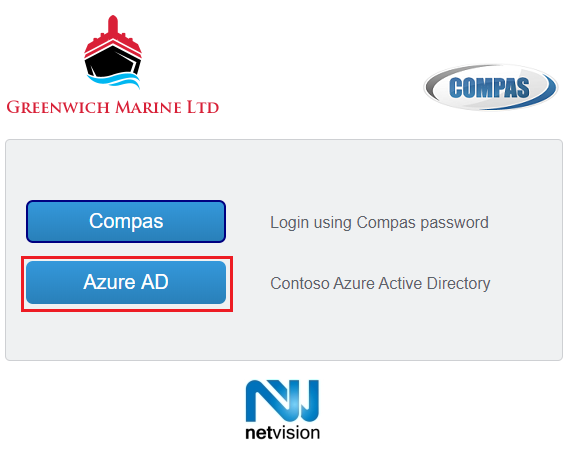 GREENWICH MARINE LTD
COMPAS
Compas
Login using Compas password
Azure AD
Contoso Azure Active Directory
netvision